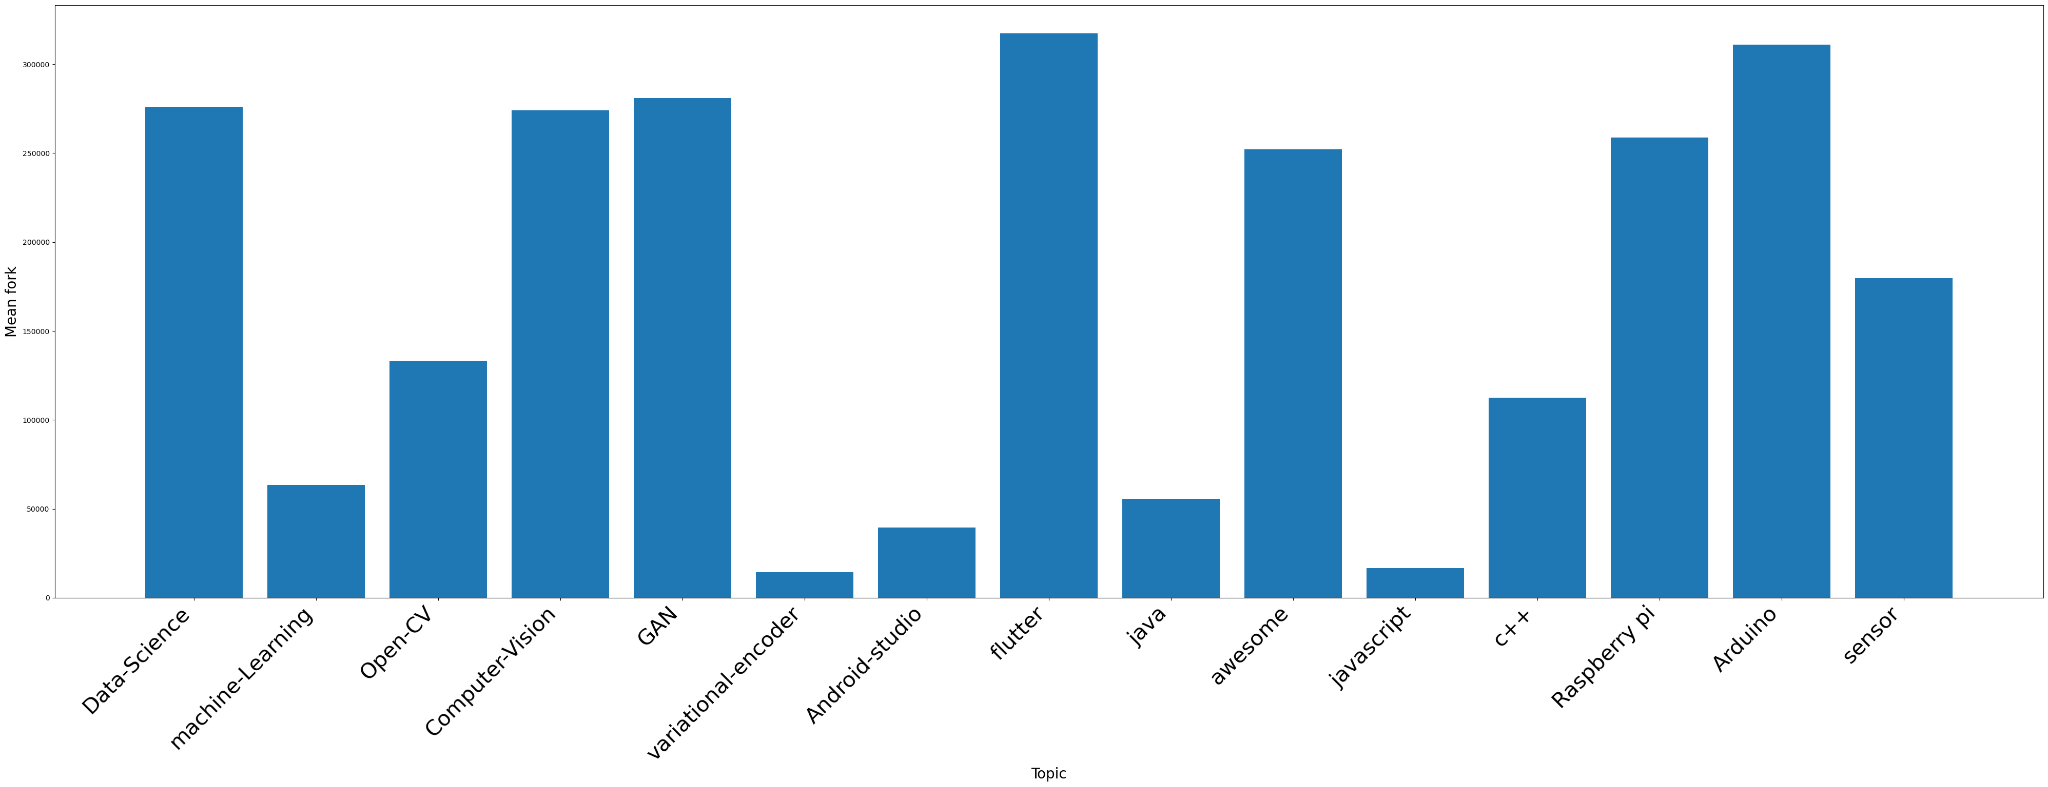 Mean fork
300000
250000
200000
150000
100000
50000
0
Data-Science
machine-Learning
Open-CV
Computer-Vision
GAN
variational-encoder
Android-studio
flutter
java
awesome
javascript
c++
Raspberry pi
Arduino
sensor
Topic